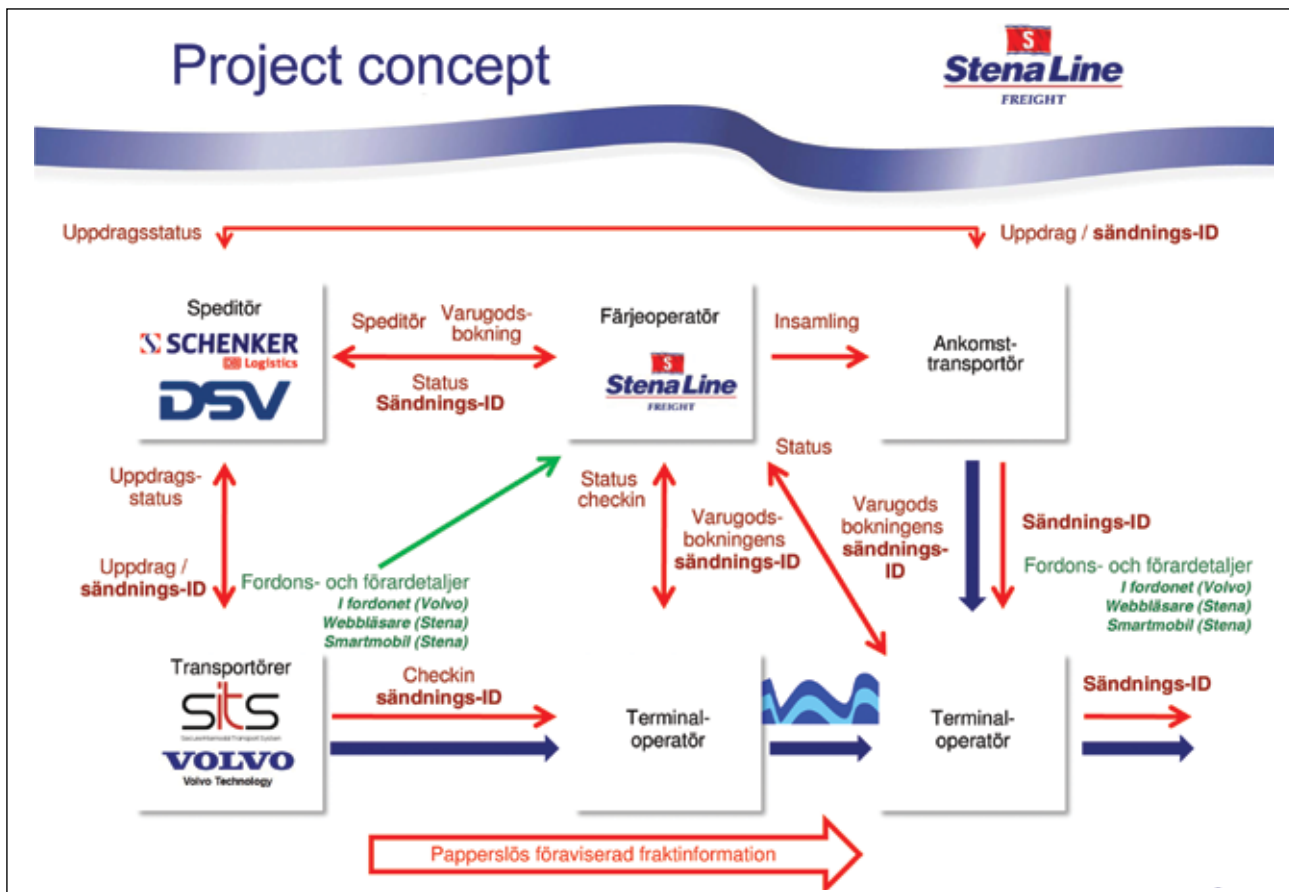 Project concept
S
Stena Line
FREIGHT
Uppdragsstatus
Uppdrag / sändnings-ID
Speditör
SCHENKER
DB Logistics
DSV
Speditör
Varugods-
bokning
Status
Sändnings-ID
Färjeoperatör
S
Stena Line
FREIGHT
Insamling
Ankomst-
transportör
Uppdrags-
status
Uppdrag /
sändnings-ID
Fordons- och förardetaljer
I fordonet (Volvo)
Webbläsare (Stena)
Smartmobil (Stena)
Status
checkin
Varugods-
bokningens
sändnings-ID
Status
Varugods
bokningens
sändnings-
ID
Sändnings-ID
Fordons- och förardetaljer
I fordonet (Volvo)
Webbläsare (Stena)
Smartmobil (Stena)
Transportörer
sits
Secure Intermodal Transport System
VOLVO
Volvo Technology
Checkin
sändnings-ID
Terminal-
operatör
Terminal-
operatör
Sändnings-ID
Papperslös föraviserad fraktinformation